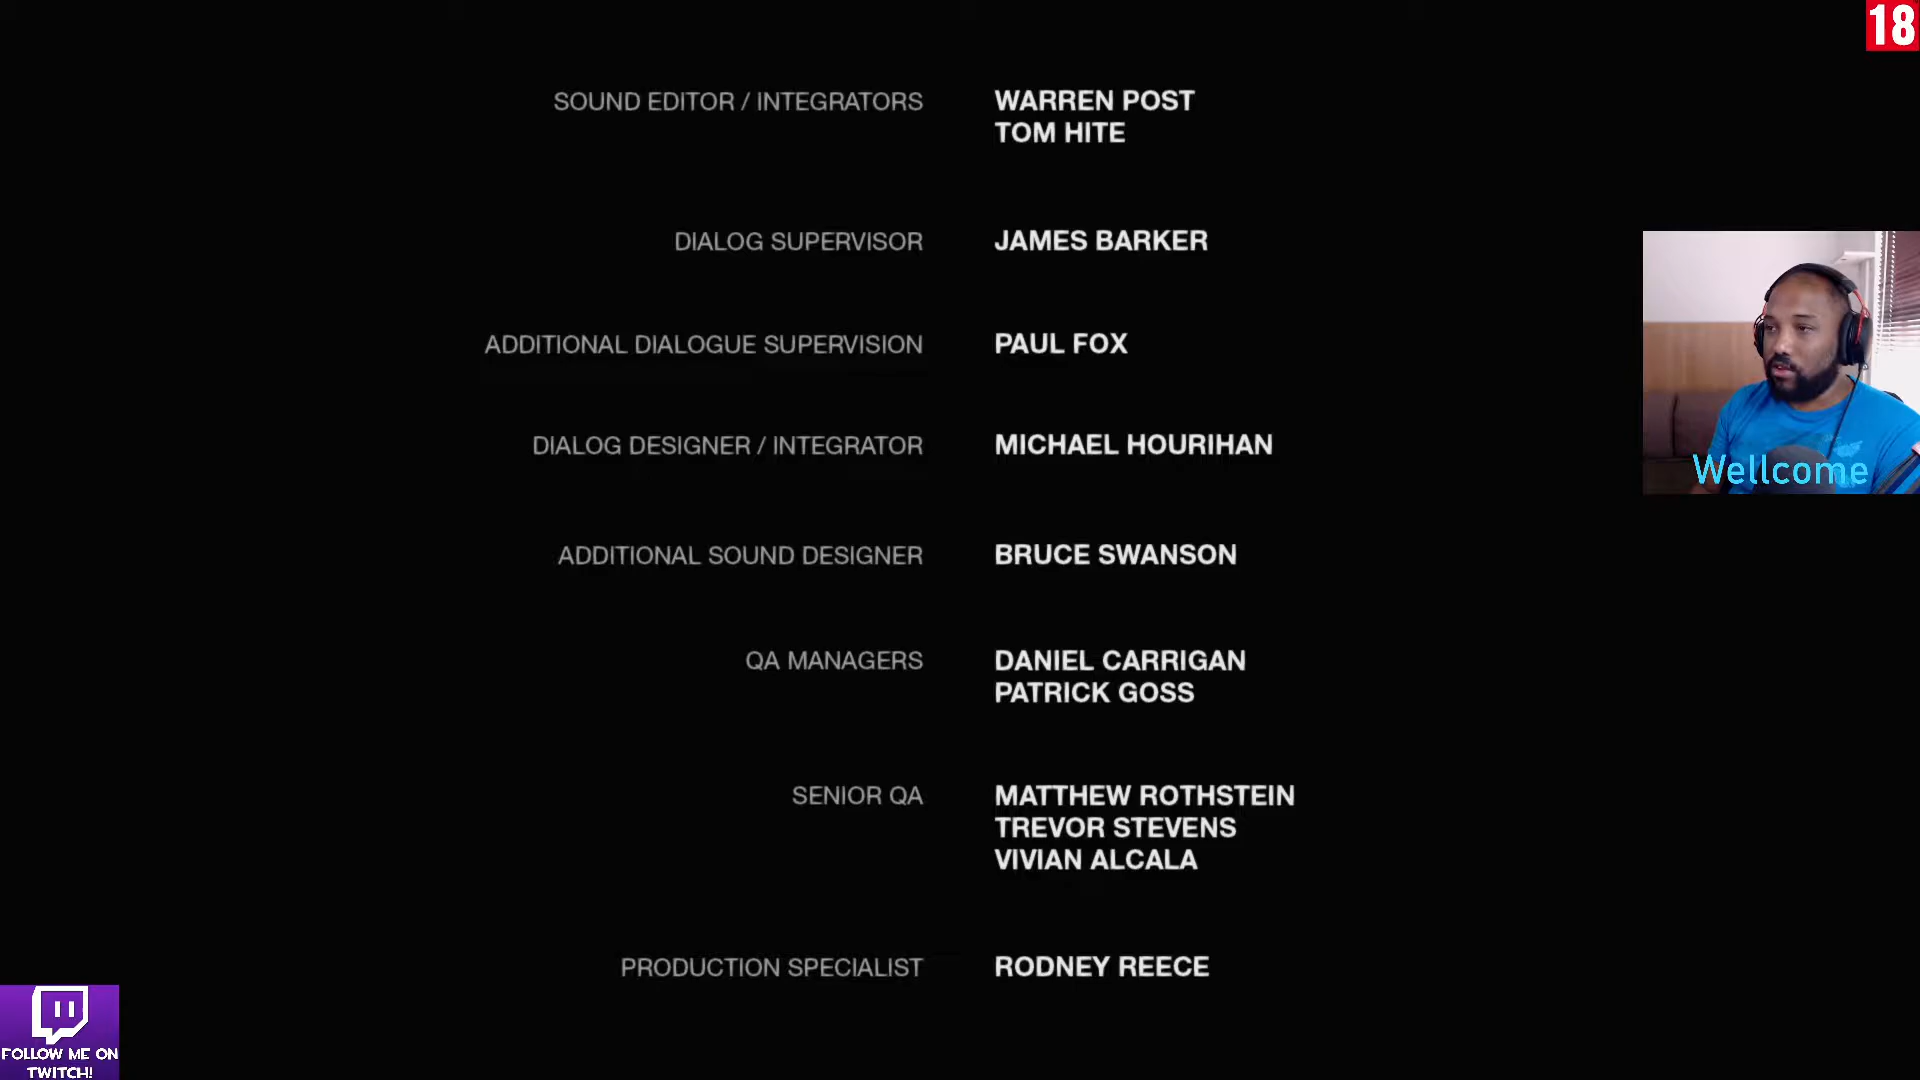 18
SOUND EDITOR / INTEGRATORS WARREN POST
TOM HITE
DIALOG SUPERVISOR JAMES BARKER
ADDITIONAL DIALOGUE SUPERVISION PAUL FOX
DIALOG DESIGNER / INTEGRATOR MICHAEL HOURIHAN
Wellcome
ADDITIONAL SOUND DESIGNER BRUCE SWANSON
QA MANAGERS DANIEL CARRIGAN
PATRICK GOSS
SENIOR QA MATTHEW ROTHSTEIN
TREVOR STEVENS
VIVIAN ALCALA
PRODUCTION SPECIALIST RODNEY REECE
FOLLOW ME ON
TWITCH!